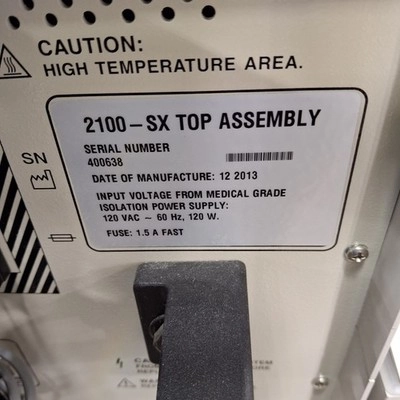 CAUTION:
HIGH TEMPERATURE AREA.
2100-SX TOP ASSEMBLY
SERIAL NUMBER
400638
SN
DATE OF MANUFACTURE: 12 2013
INPUT VOLTAGE FROM MEDICAL GRADE
ISOLATION POWER SUPPLY:
120 VAC ~ 60 Hz, 120 W.
FUSE: 1.5 A FAST